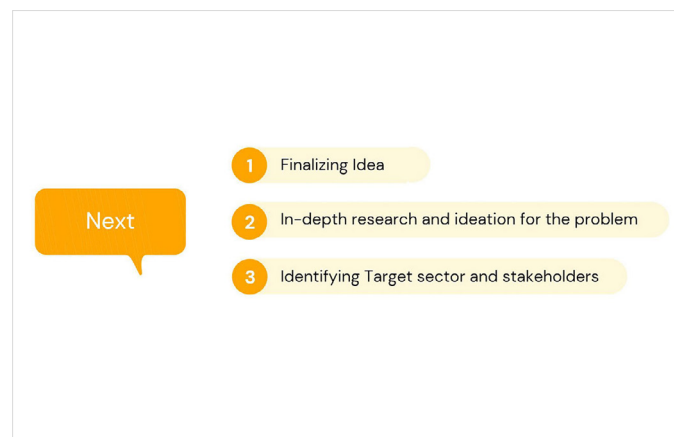 Next
1 Finalizing Idea
2 In-depth research and ideation for the problem
3 Identifying Target sector and stakeholders